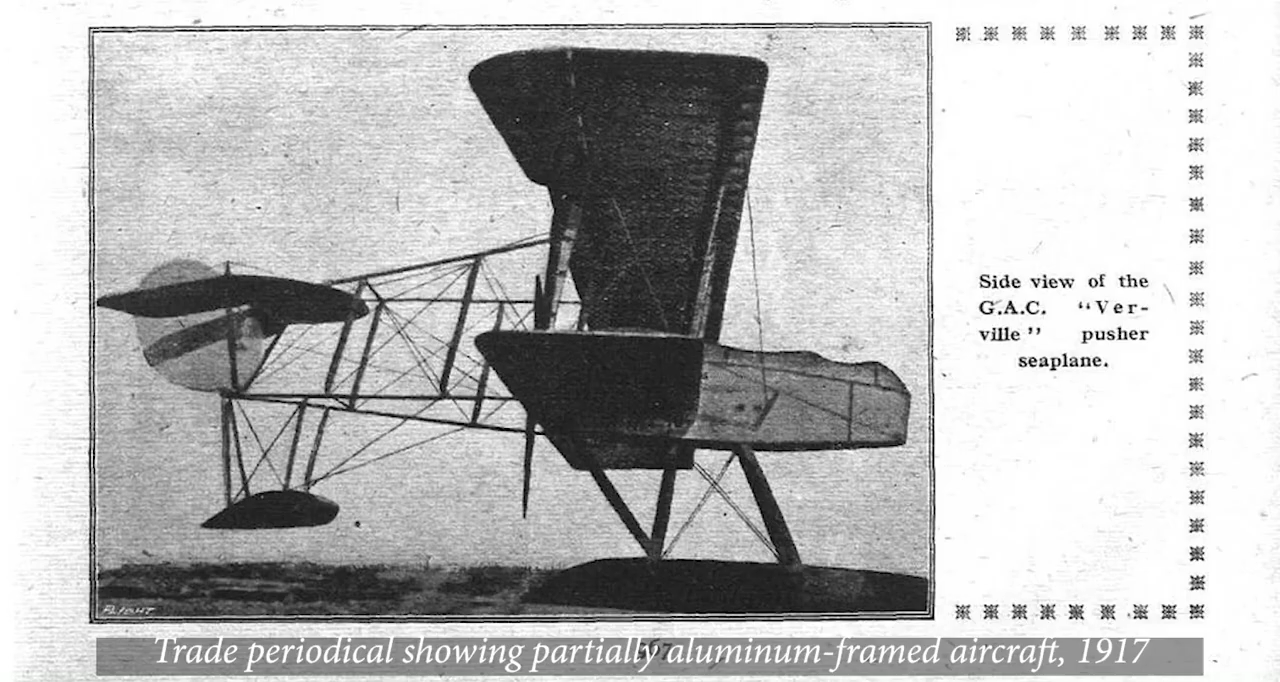 Side view of the
G.A.C. “Ver-
ville” pusher
seaplane.
FLIGHT
Trade periodical showing partially aluminum-framed aircraft, 1917